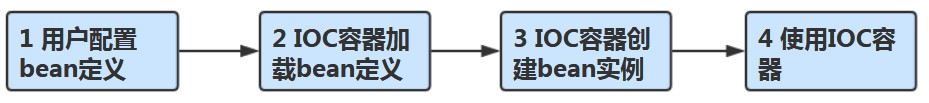 1 用户配置
bean定义
2 IOC容器加
载bean定义
3 IOC容器创
建bean实例
4 使用IOC容
器